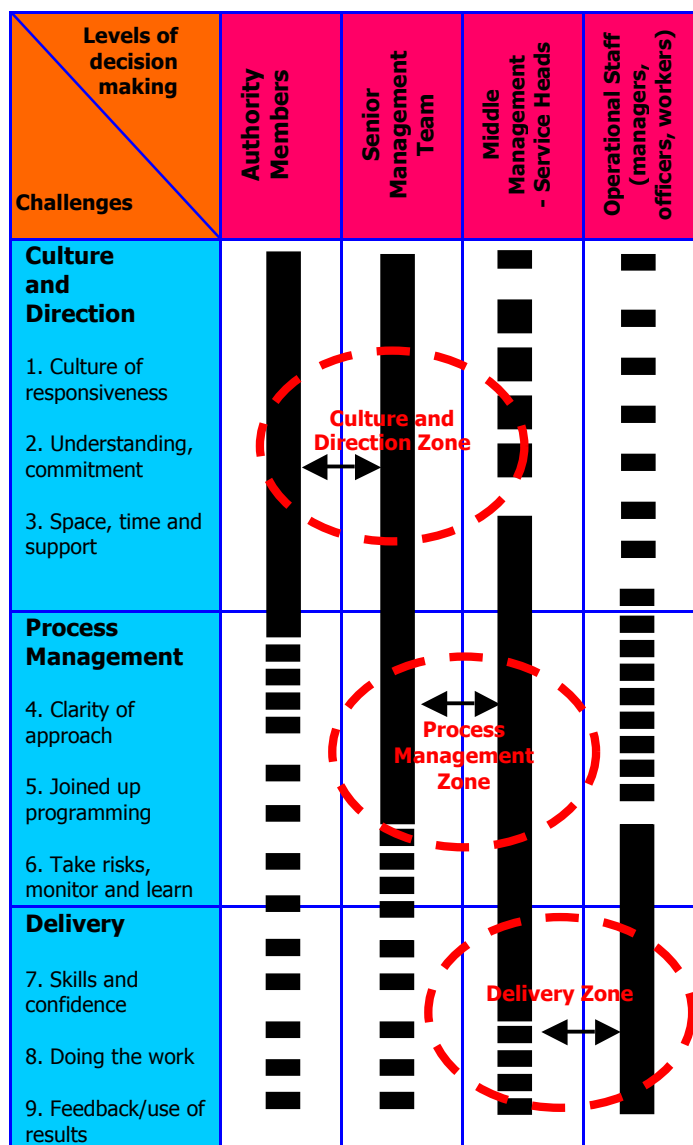 Levels of
decision
making
Challenges
Authority
Members
Senior
Management
Team
Middle
Management
- Service Heads
Operational Staff
(managers,
officers, workers)
Culture
and
Direction
1. Culture of
responsiveness
2. Understanding,
commitment
3. Space, time and
support
Culture and
Direction Zone
Process
Management
4. Clarity of
approach
5. Joined up
programming
6. Take risks,
monitor and learn
Process
Management
Zone
Delivery
7. Skills and
confidence
8. Doing the work
9. Feedback/use of
results
Delivery Zone